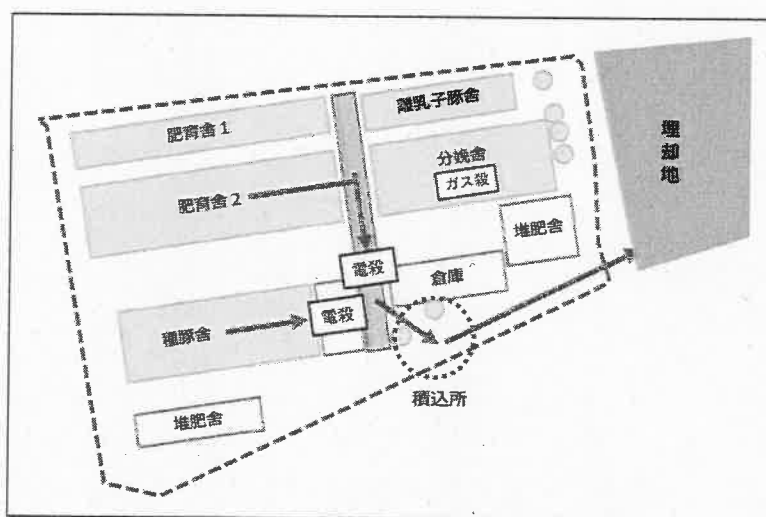 肥育舎1
離乳子豚舎
肥育舎2
分娩舎
ガス殺
埋却地
堆肥舎
電殺
倉庫
電殺
種豚舎
積込所
堆肥舎